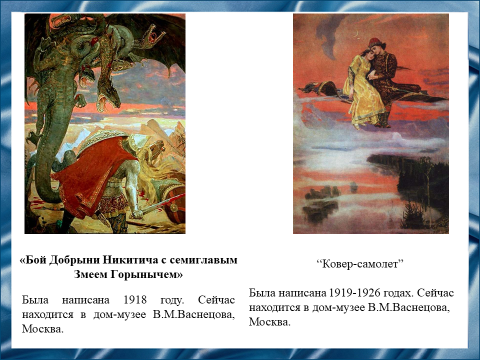 «Бой Добрыни Никитича с семиглавым
Змеем Горынычем»
Была написана 1918 году. Сейчас
находится в дом-музее В.М.Васнецова,
Москва.
“Ковер-самолет”
Была написана 1919-1926 годах. Сейчас
находится в дом-музее В.М.Васнецова,
Москва.